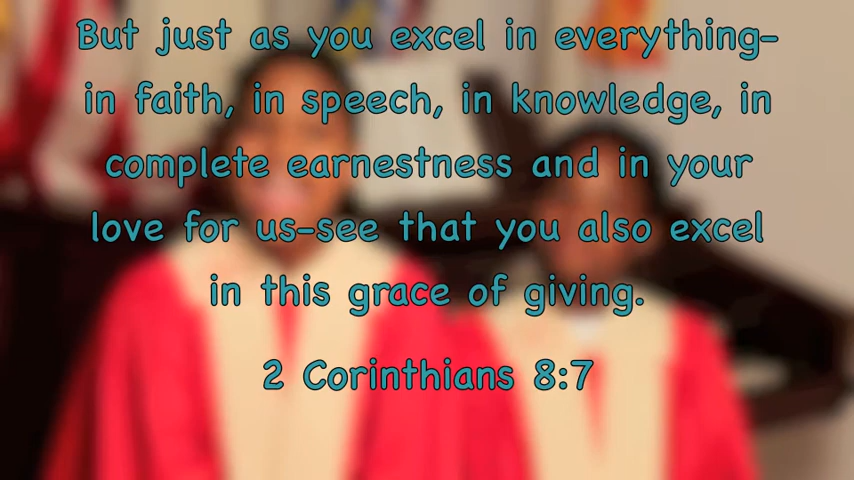 But just as you excel in everything-
in faith, in speech, in knowledge, in
complete earnestness and in your
love for us-see that you also excel
in this grace of giving.
2 Corinthians 8:7